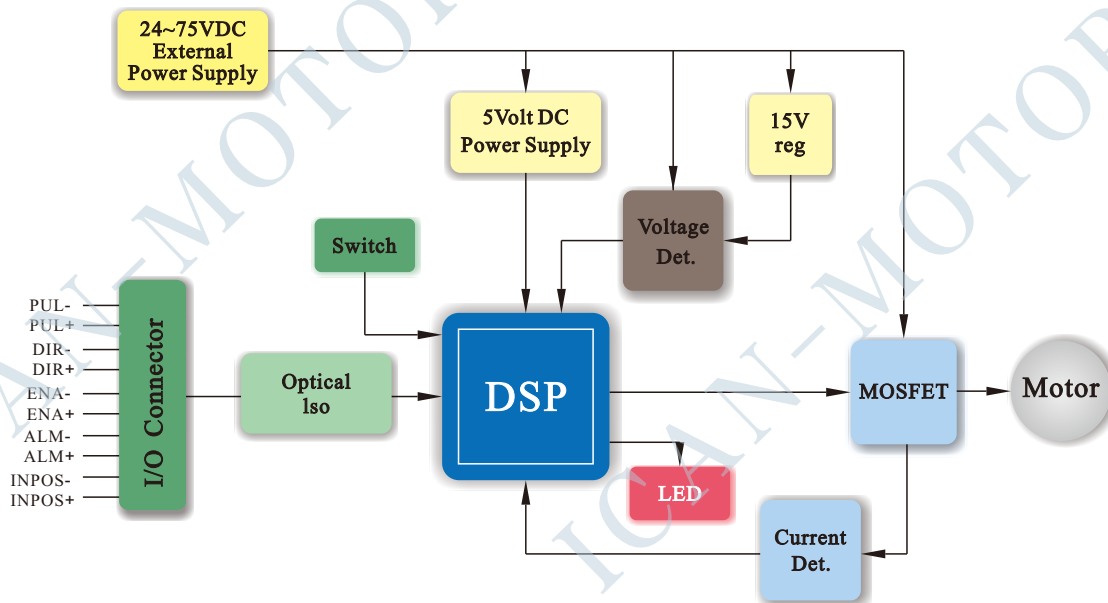 24~75VDC
External
Power Supply
5Volt DC
Power Supply
15V
reg
Voltage
Det.
Switch
PUL-
PUL+
DIR-
DIR+
ENA-
ENA+
ALM-
ALM+
INPOS-
INPOS+
I/O Connector
Optical
lso
DSP
MOSFET
Motor
LED
Current
Det.
ICAN-MOTOR
ICAN-MOTOR